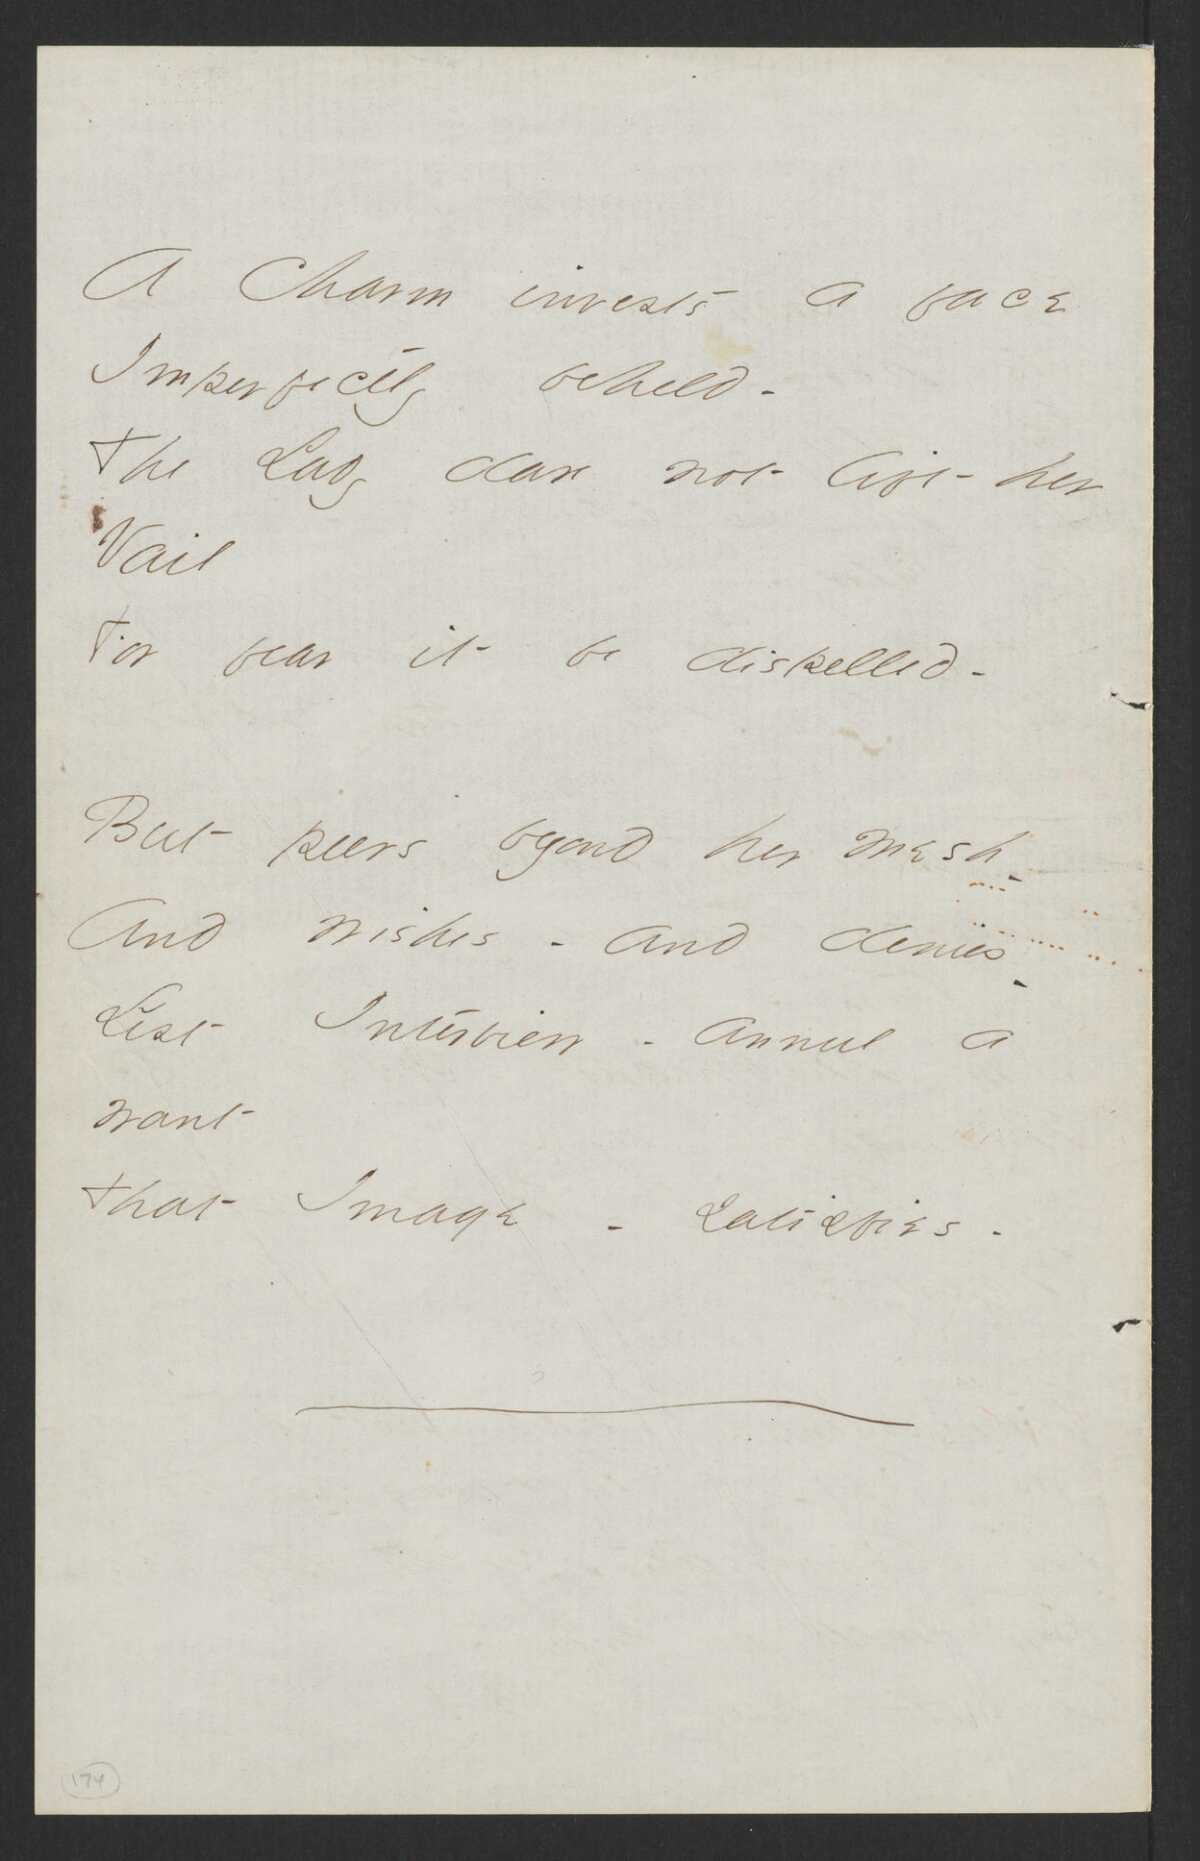 A Charm invests a face
Imperfectly beheld -
The Lady dare not lift her
Vail
For fear it be dispelled -
But peers beyond her mesh -
And wishes - and denies -
Lest Interview - annul a
want
That Image - satisfies -
174